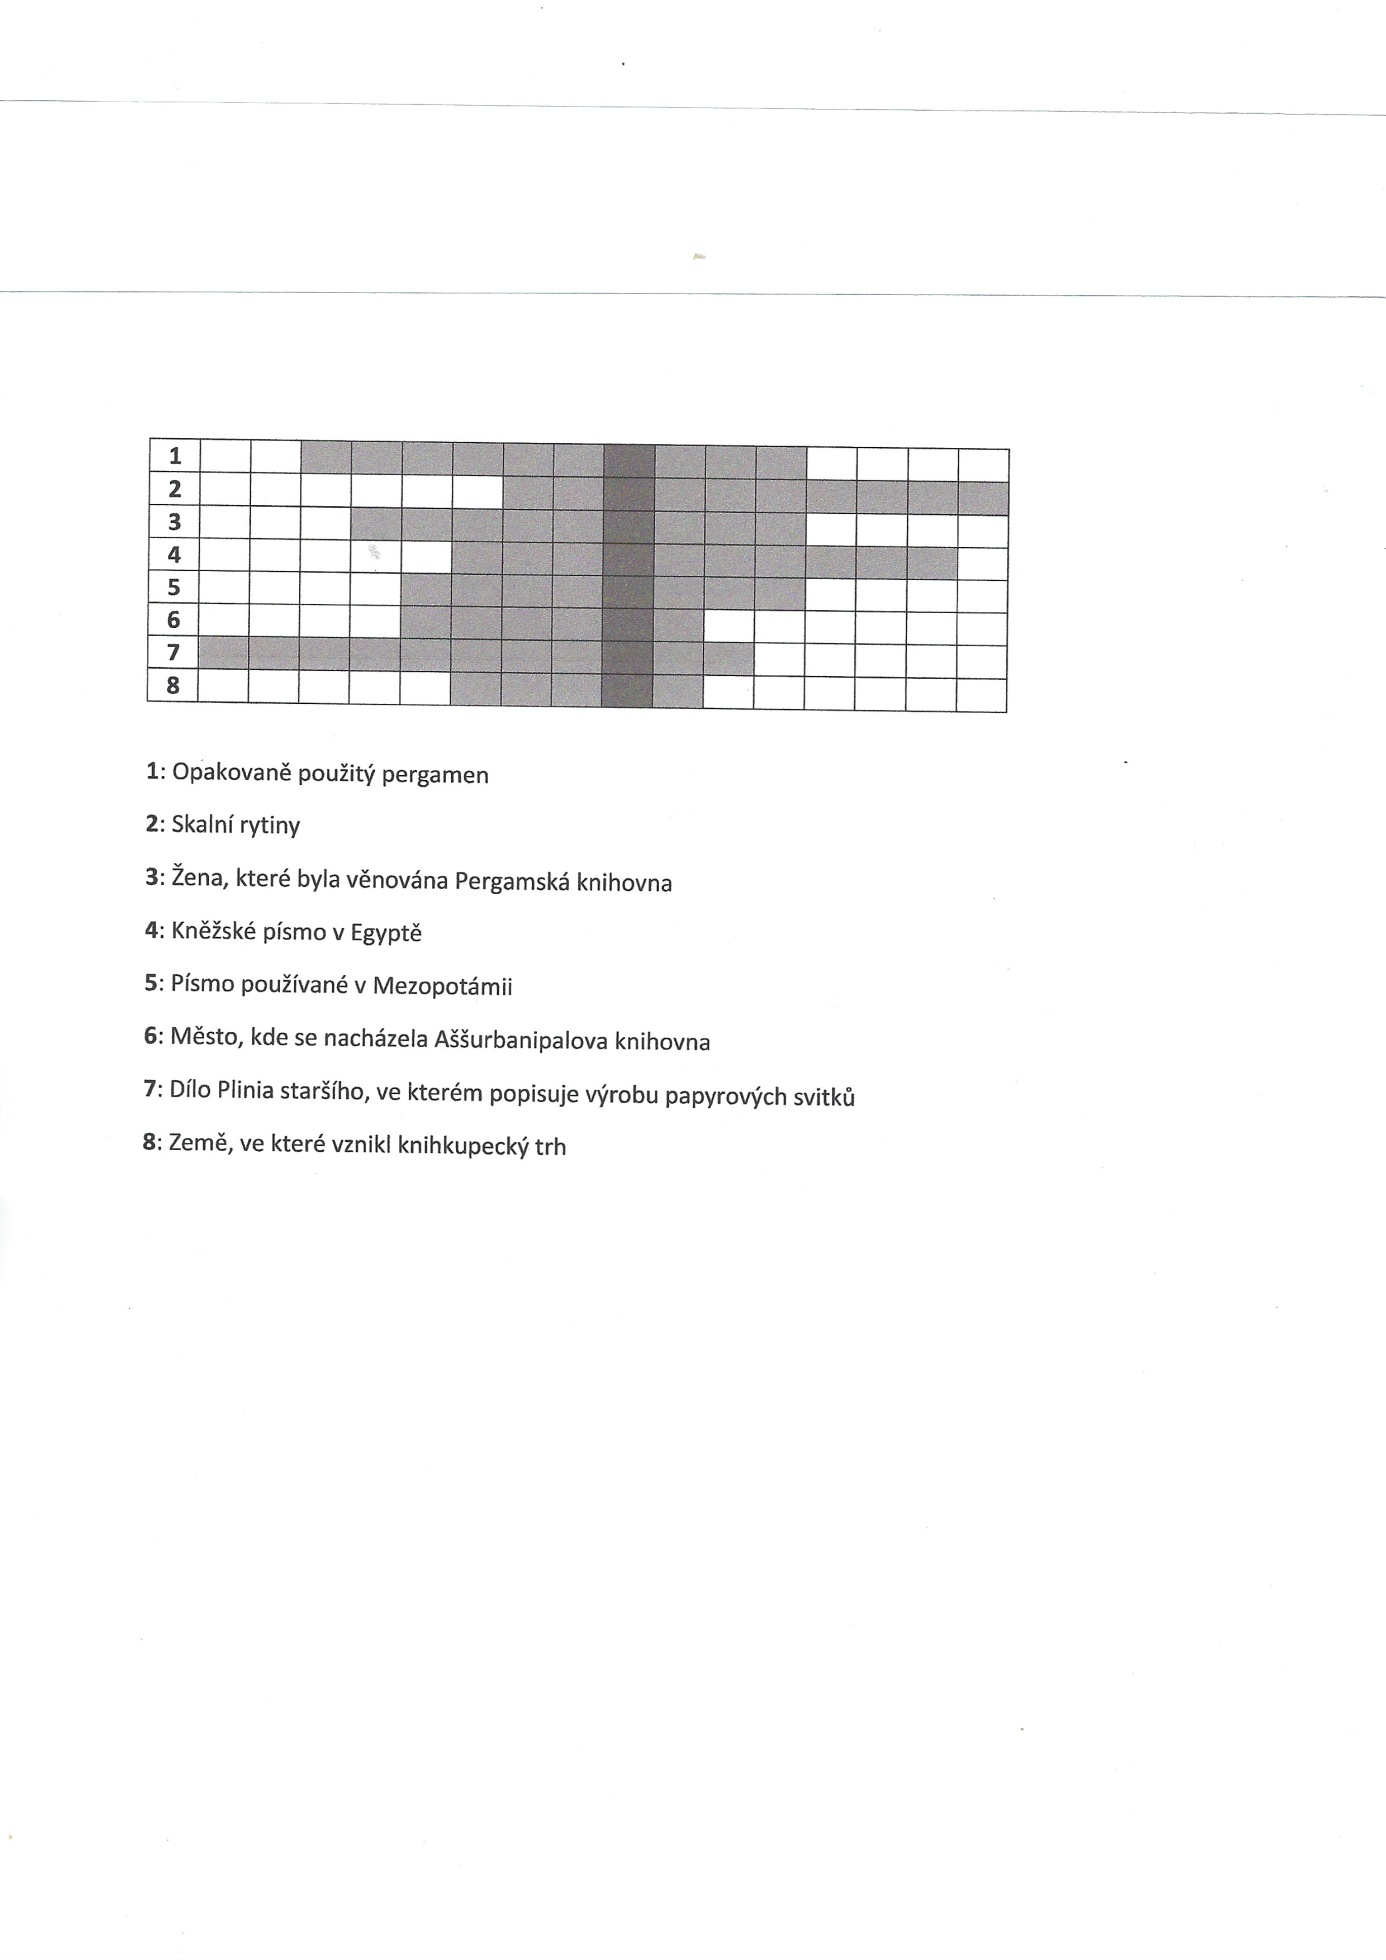 1
2
3
4
5
6
7
8
1: Opakovaně použitý pergamen
2: Skalní rytiny
3: Žena, které byla věnována Pergamská knihovna
4: Kněžské písmo v Egyptě
5: Písmo používané v Mezopotámii
6: Město, kde se nacházela Aššurbanipalova knihovna
7: Dílo Plinia staršího, ve kterém popisuje výrobu papyrových svitků
8: Země, ve které vznikl knihkupecký trh